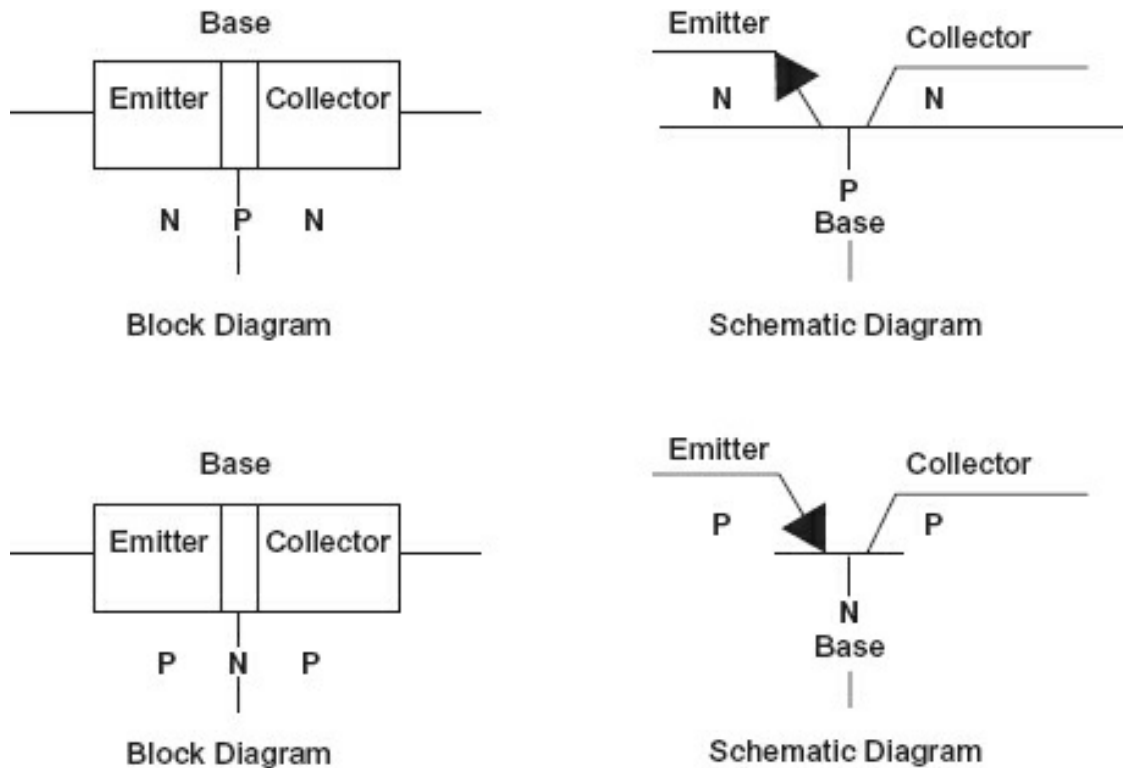 Base
Emitter Collector
N P N
Block Diagram
Emitter
Collector
N N
P
Base
Schematic Diagram
Base
Emitter Collector
P N P
Block Diagram
Emitter
Collector
P P
N
Base
Schematic Diagram